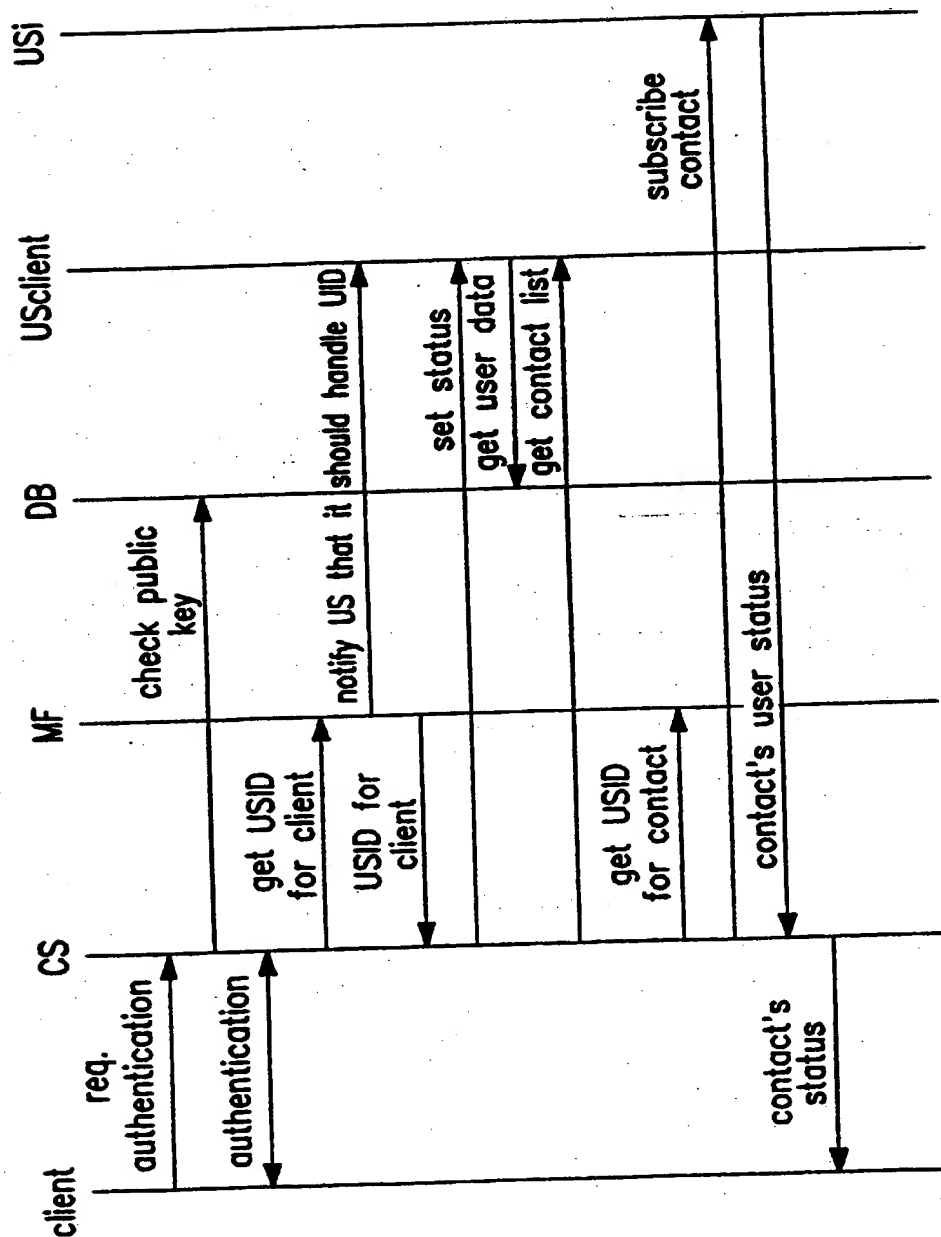 client
CS
MF
DB
USclient
USi
req.
authentication
check public
key
authentication
get USID
for client
notify US that it should handle UID
USID for
client
set status
get user data
get contact list
get USID
for contact
subscribe
contact
contact's user status
contact's
status